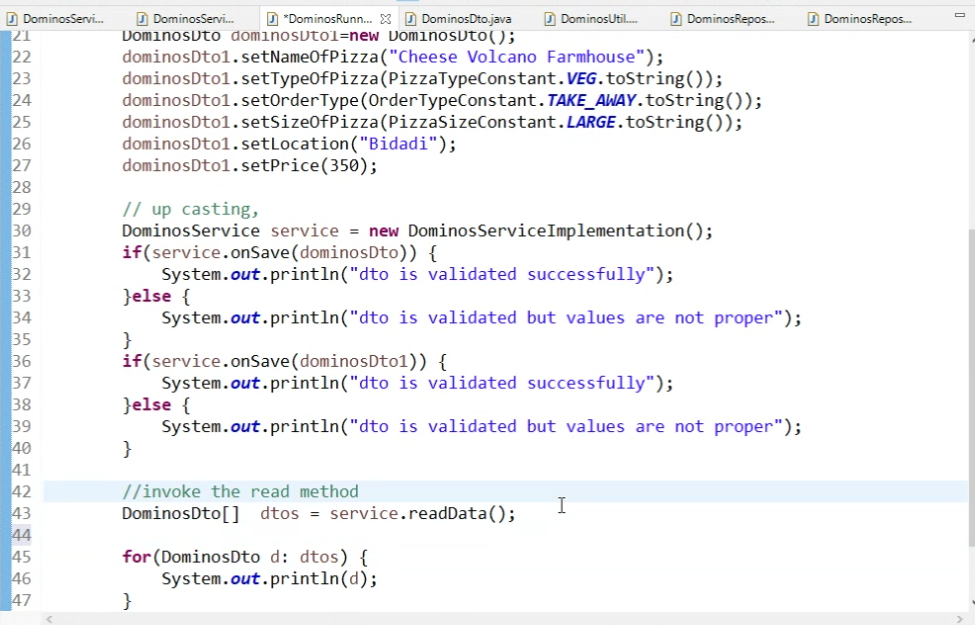 DominosServi...
DominosServi...
*DominosRunn...
DominosDto.java
DominosUtil....
DominosRepos...
DominosRepos...
21 DominosDto dominosDto1=new DominosDto();
22 dominosDto1.setNameOfPizza("Cheese Volcano Farmhouse");
23 dominosDto1.setTypeOfPizza(PizzaTypeConstant.VEG.toString());
24 dominosDto1.setOrderType(OrderTypeConstant.TAKE_AWAY.toString());
25 dominosDto1.setSizeOfPizza(PizzaSizeConstant.LARGE.toString());
26 dominosDto1.setLocation("Bidadi");
27 dominosDto1.setPrice(350);
28
29 // up casting,
30 DominosService service = new DominosServiceImplementation();
31 if(service.onSave(dominosDto)) {
32 System.out.println("dto is validated successfully");
33 }else {
34 System.out.println("dto is validated but values are not proper");
35 }
36 if(service.onSave(dominosDto1)) {
37 System.out.println("dto is validated successfully");
38 }else {
39 System.out.println("dto is validated but values are not proper");
40 }
41
42 //invoke the read method
43 DominosDto[]  dtos = service.readData();
44
45 for(DominosDto d: dtos) {
46 System.out.println(d);
47 }